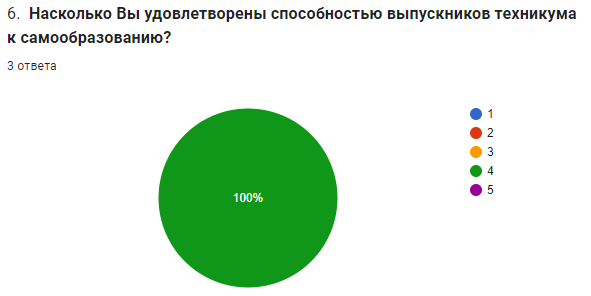 6. Насколько Вы удовлетворены способностью выпускников техникума
к самообразованию?
3 ответа
100%
1
2
3
4
5